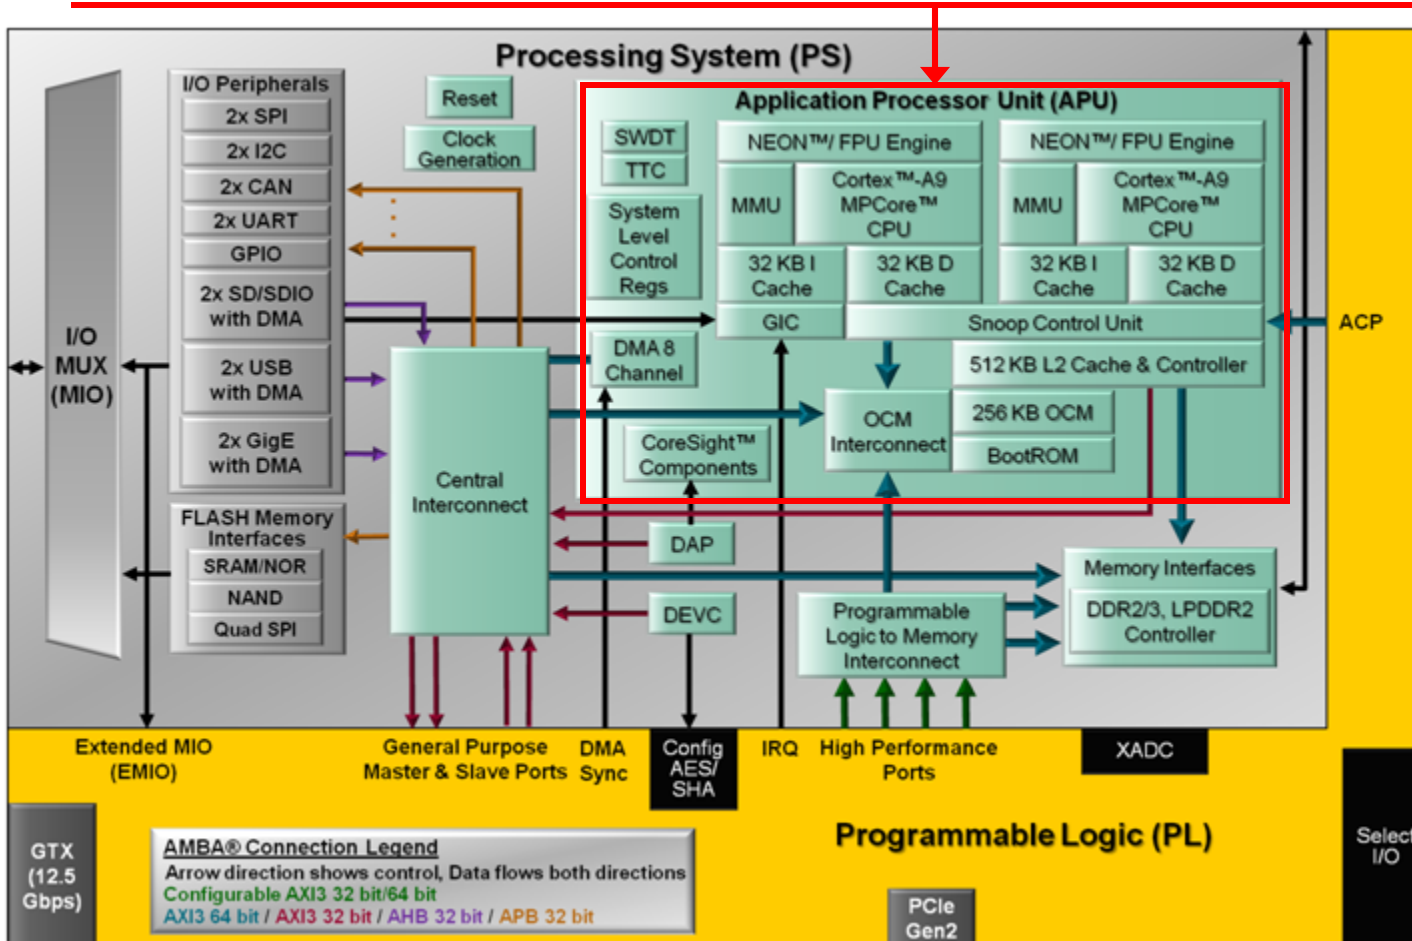 Processing System (PS)
I/O Peripherals
2x SPI
2x I2C
2x CAN
2x UART
GPIO
2x SD/SDIO
with DMA
2x USB
with DMA
2x GigE
with DMA
I/O
MUX
(MIO)
FLASH Memory
Interfaces
SRAM/NOR
NAND
Quad SPI
Reset
Clock
Generation
Central
Interconnect
Application Processor Unit (APU)
SWDT
TTC
System
Level
Control
Regs
NEON™/ FPU Engine
MMU
Cortex™-A9
MPCore™
CPU
32 KB I
Cache
32 KB D
Cache
NEON™/ FPU Engine
MMU
Cortex™-A9
MPCore™
CPU
32 KB I
Cache
32 KB D
Cache
GIC
Snoop Control Unit
DMA 8
Channel
512 KB L2 Cache & Controller
OCM
Interconnect
256 KB OCM
BootROM
CoreSight™
Components
ACP
DAP
DEVC
Programmable
Logic to Memory
Interconnect
Memory Interfaces
DDR2/3, LPDDR2
Controller
Extended MIO
(EMIO)
General Purpose
Master & Slave Ports
DMA
Sync
Config
AES/
SHA
IRQ
High Performance
Ports
XADC
Programmable Logic (PL)
GTX
(12.5
Gbps)
AMBA® Connection Legend
Arrow direction shows control, Data flows both directions
Configurable AXI3 32 bit/64 bit
AXI3 64 bit / AXI3 32 bit / AHB 32 bit / APB 32 bit
PCIe
Gen2
Select
I/O